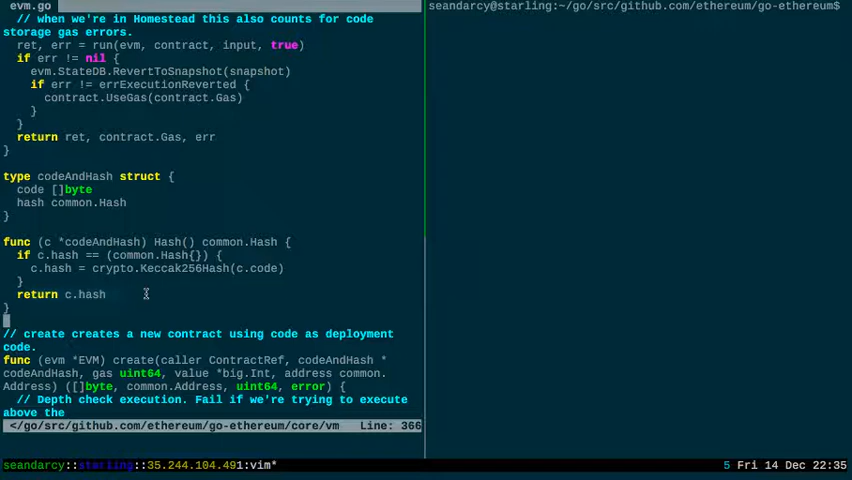 evm.go
// when we're in Homestead this also counts for code
storage gas errors.
ret, err = run(evm, contract, input, true)
if err != nil {
evm.StateDB.RevertToSnapshot(snapshot)
if err != errExecutionReverted {
contract.UseGas(contract.Gas)
}
}
return ret, contract.Gas, err
}
type codeAndHash struct {
code []byte
hash common.Hash
}
func (c *codeAndHash) Hash() common.Hash {
if c.hash == (common.Hash{}) {
c.hash = crypto.Keccak256Hash(c.code)
}
return c.hash
}
// create creates a new contract using code as deployment
code.
func (evm *EVM) create(caller ContractRef, codeAndHash *
codeAndHash, gas uint64, value *big.Int, address common.
Address) ([]byte, common.Address, uint64, error) {
// Depth check execution. Fail if we're trying to execute
above the
</go/src/github.com/ethereum/go-ethereum/core/vm Line: 366
seandarcy@starling:~/go/src/github.com/ethereum/go-ethereum$
seandarcy::starling::35.244.104.491:vim* 5 Fri 14 Dec 22:35